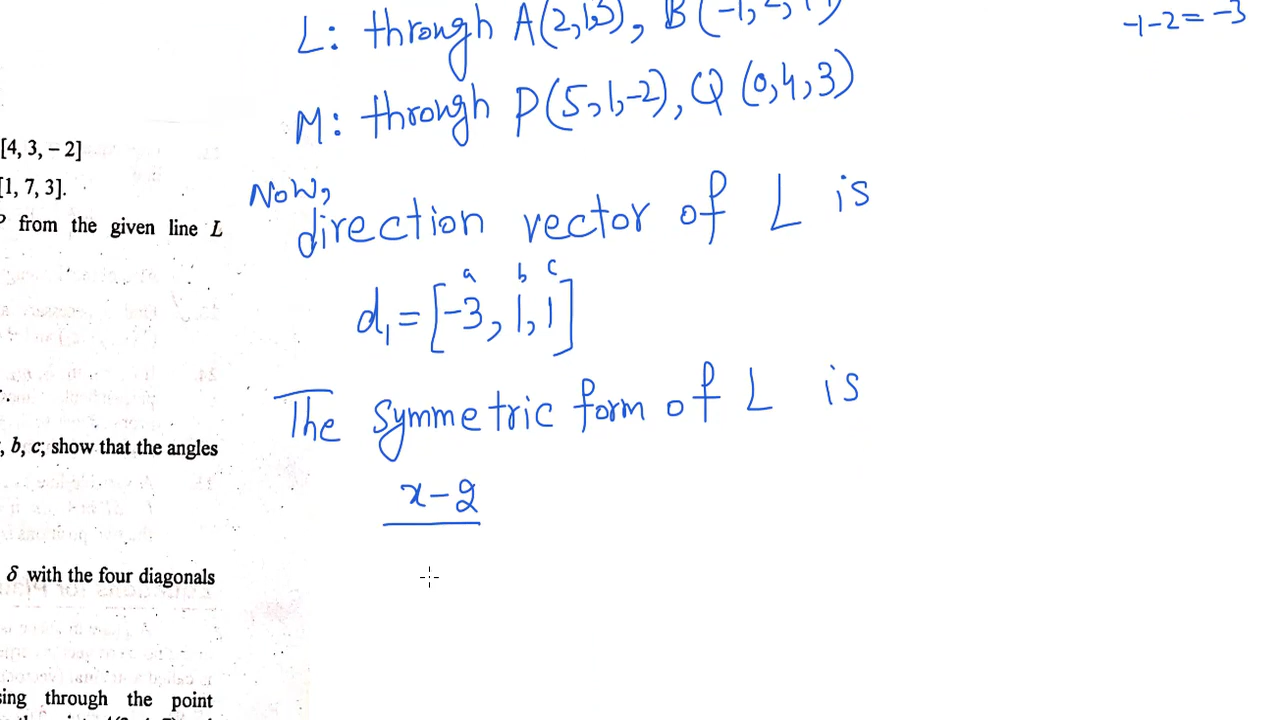 L: through A(2,1,3), B(-1,2,
-1-2=-3
M: through P(5,1,-2), Q(0,4,3)
[4, 3, – 2]
[1, 7, 3].
from the given line L
Now,
direction vector of L is
a b c
d₁ = [-3, 1, 1]
The symmetric form of L is
, b, c; show that the angles
x-2
δ with the four diagonals
sing through the point